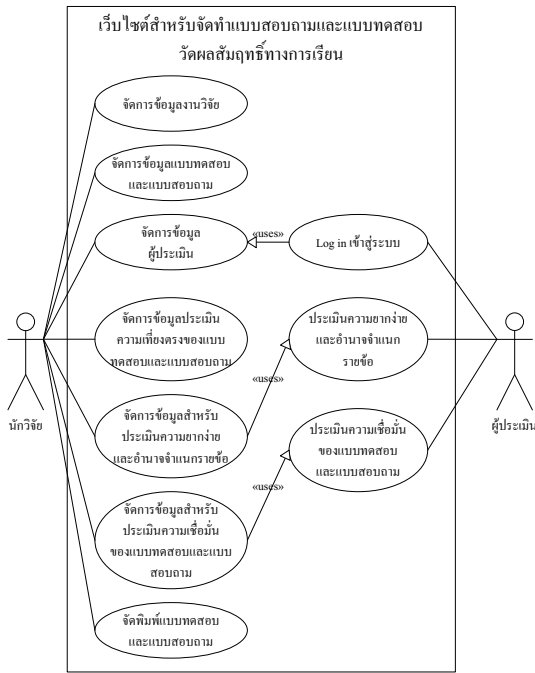 เว็บไซต์สำหรับจัดทำแบบสอบถามและแบบทดสอบ
วัดผลสัมฤทธิ์ทางการเรียน
จัดการข้อมูลงานวิจัย
จัดการข้อมูลแบบทดสอบ
และแบบสอบถาม
จัดการข้อมูล
ผู้ประเมิน
«uses»
Log in เข้าสู่ระบบ
จัดการข้อมูลประเมิน
ความเที่ยงตรงของแบบ
ทดสอบและแบบสอบถาม
ประเมินความยากง่าย
และอำนาจจำแนก
รายข้อ
«uses»
นักวิจัย
ผู้ประเมิน
จัดการข้อมูลสำหรับ
ประเมินความยากง่าย
และอำนาจจำแนกรายข้อ
ประเมินความเชื่อมั่น
ของแบบทดสอบ
และแบบสอบถาม
«uses»
จัดการข้อมูลสำหรับ
ประเมินความเชื่อมั่น
ของแบบทดสอบและแบบ
สอบถาม
จัดพิมพ์แบบทดสอบ
และแบบสอบถาม